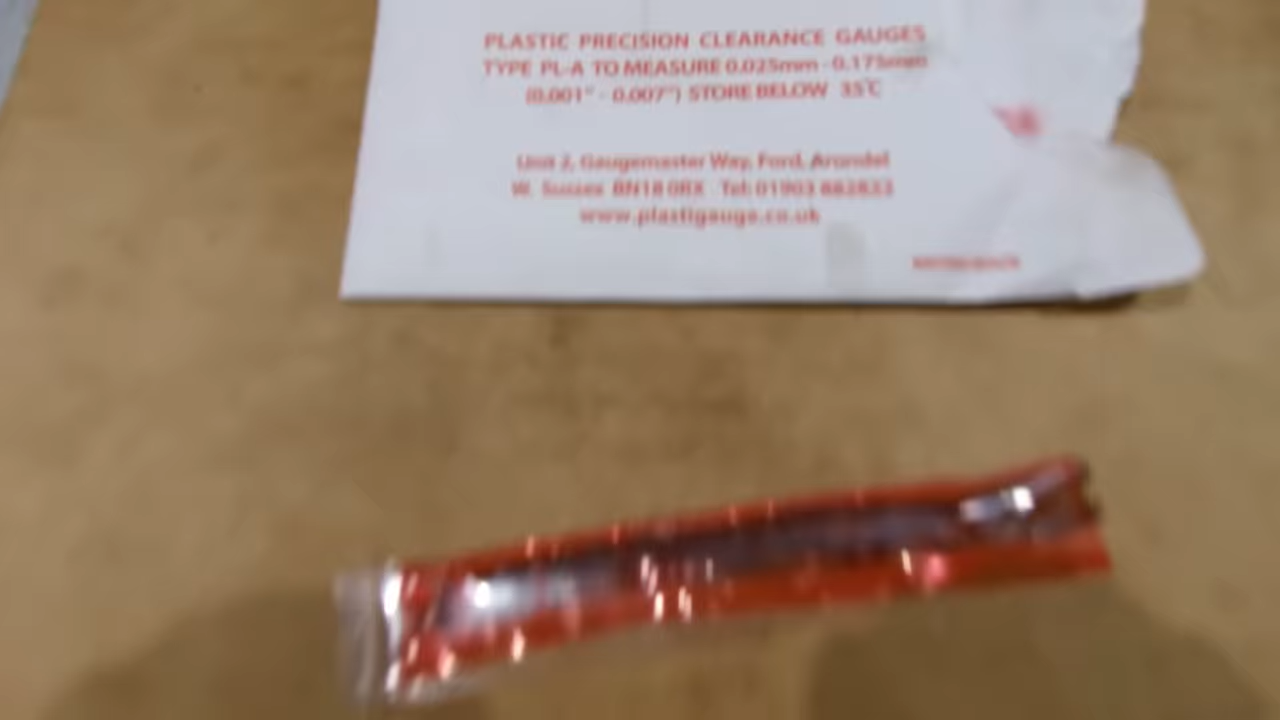 PLASTIC PRECISION CLEARANCE GAUGES
TYPE PL-A TO MEASURE 0.025mm - 0.175mm
(0.001" - 0.007") STORE BELOW 35°C
Unit 2, Gaugemaster Way, Ford, Arundel
W. Sussex BN18 0RX Tel: 01903 882822
www.plastigauge.co.uk